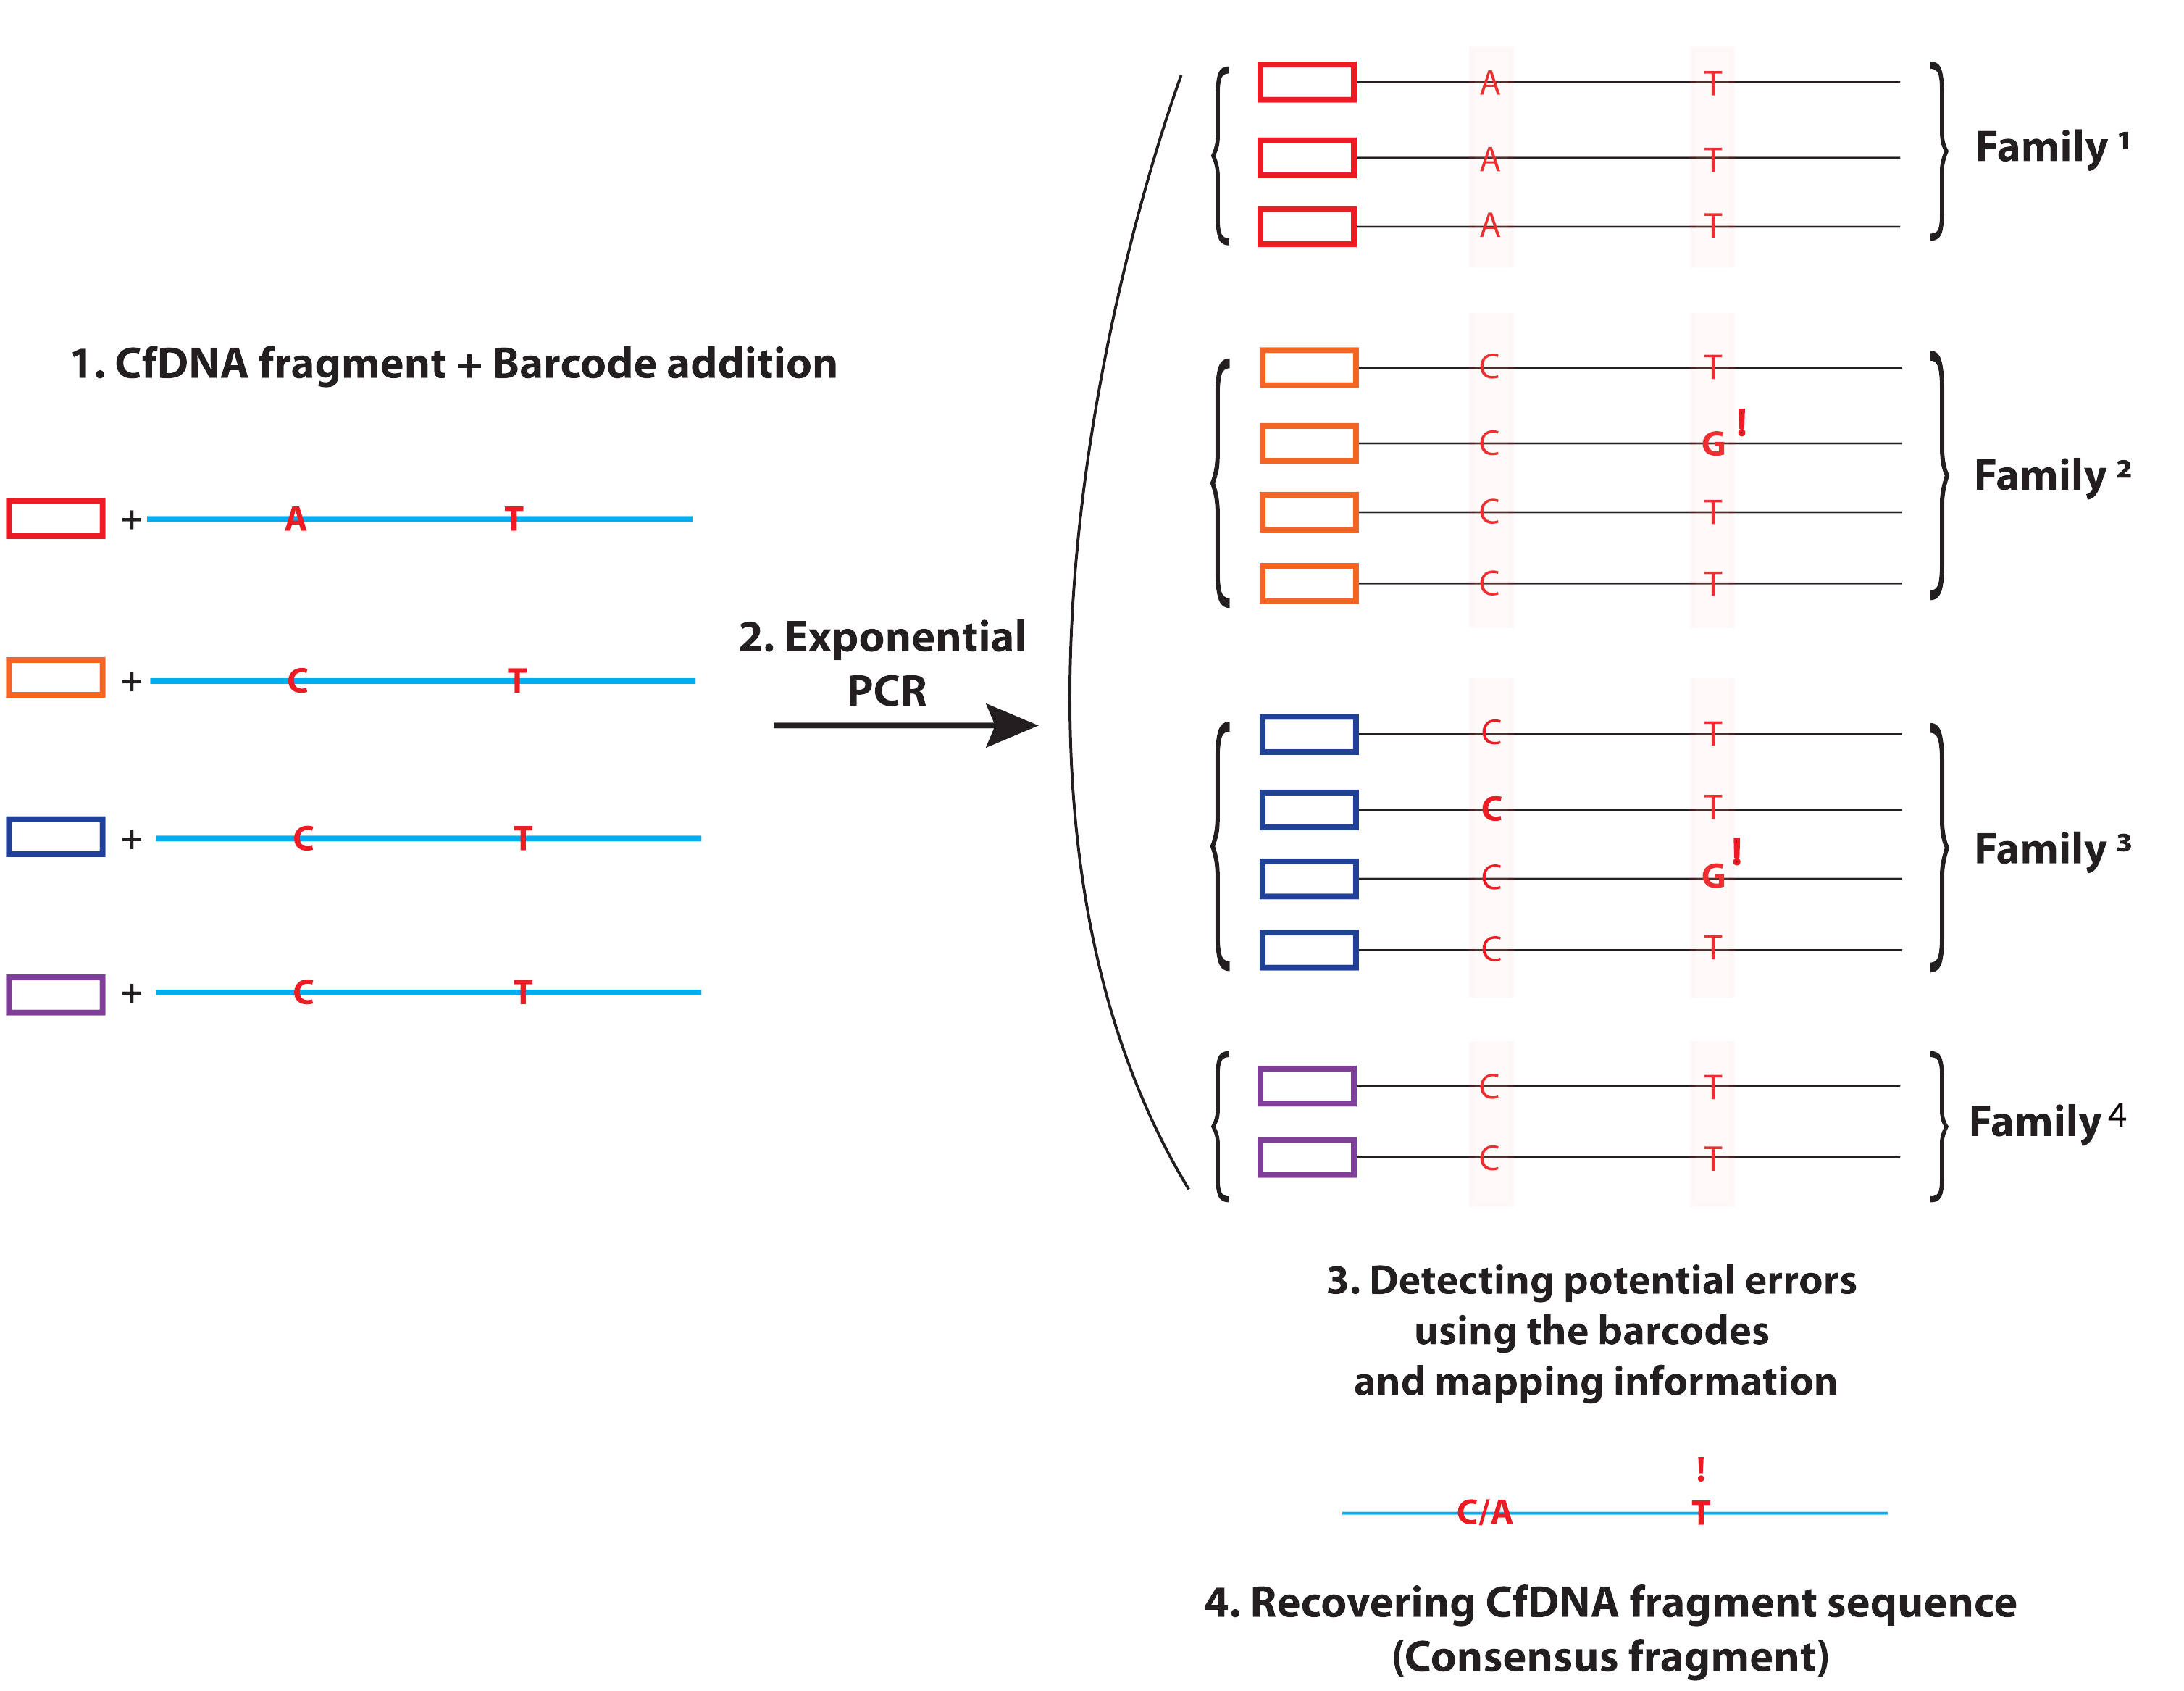 1. CfDNA fragment + Barcode addition
+ A T
+ C T
+ C T
+ C T
2. Exponential
PCR
A T
A T
A T
Family 1
C T
C G !
C T
C T
Family 2
C T
C T
C G !
C T
Family 3
C T
C T
Family 4
3. Detecting potential errors
using the barcodes
and mapping information
!
C/A T
4. Recovering CfDNA fragment sequence
(Consensus fragment)